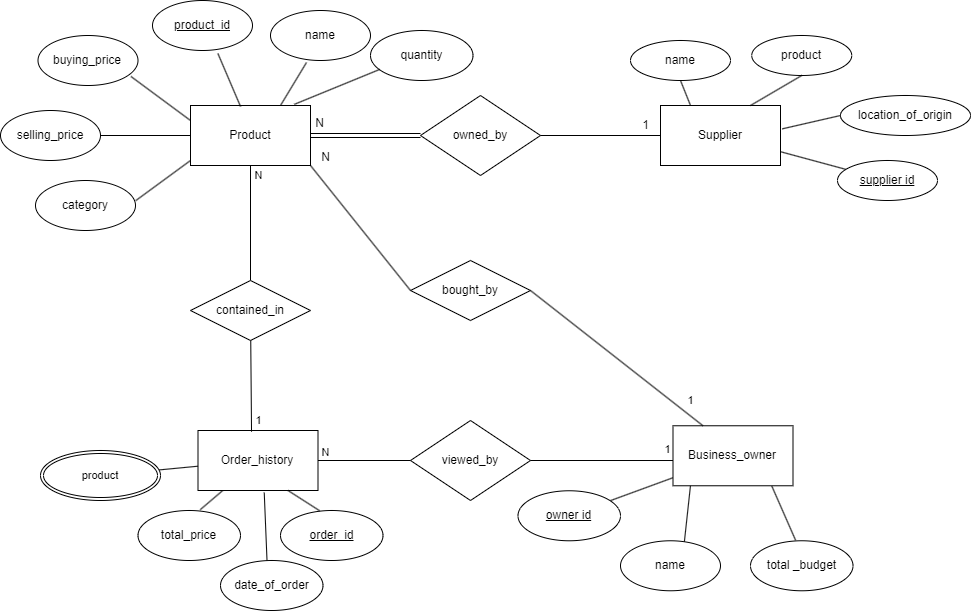 product_id
name
quantity
buying_price
selling_price
category
Product
N
N
N
owned_by
1
Supplier
name
product
location_of_origin
supplier id
contained_in
bought_by
1
1
Order_history
N
viewed_by
1
Business_owner
product
total_price
date_of_order
order_id
owner id
name
total _budget